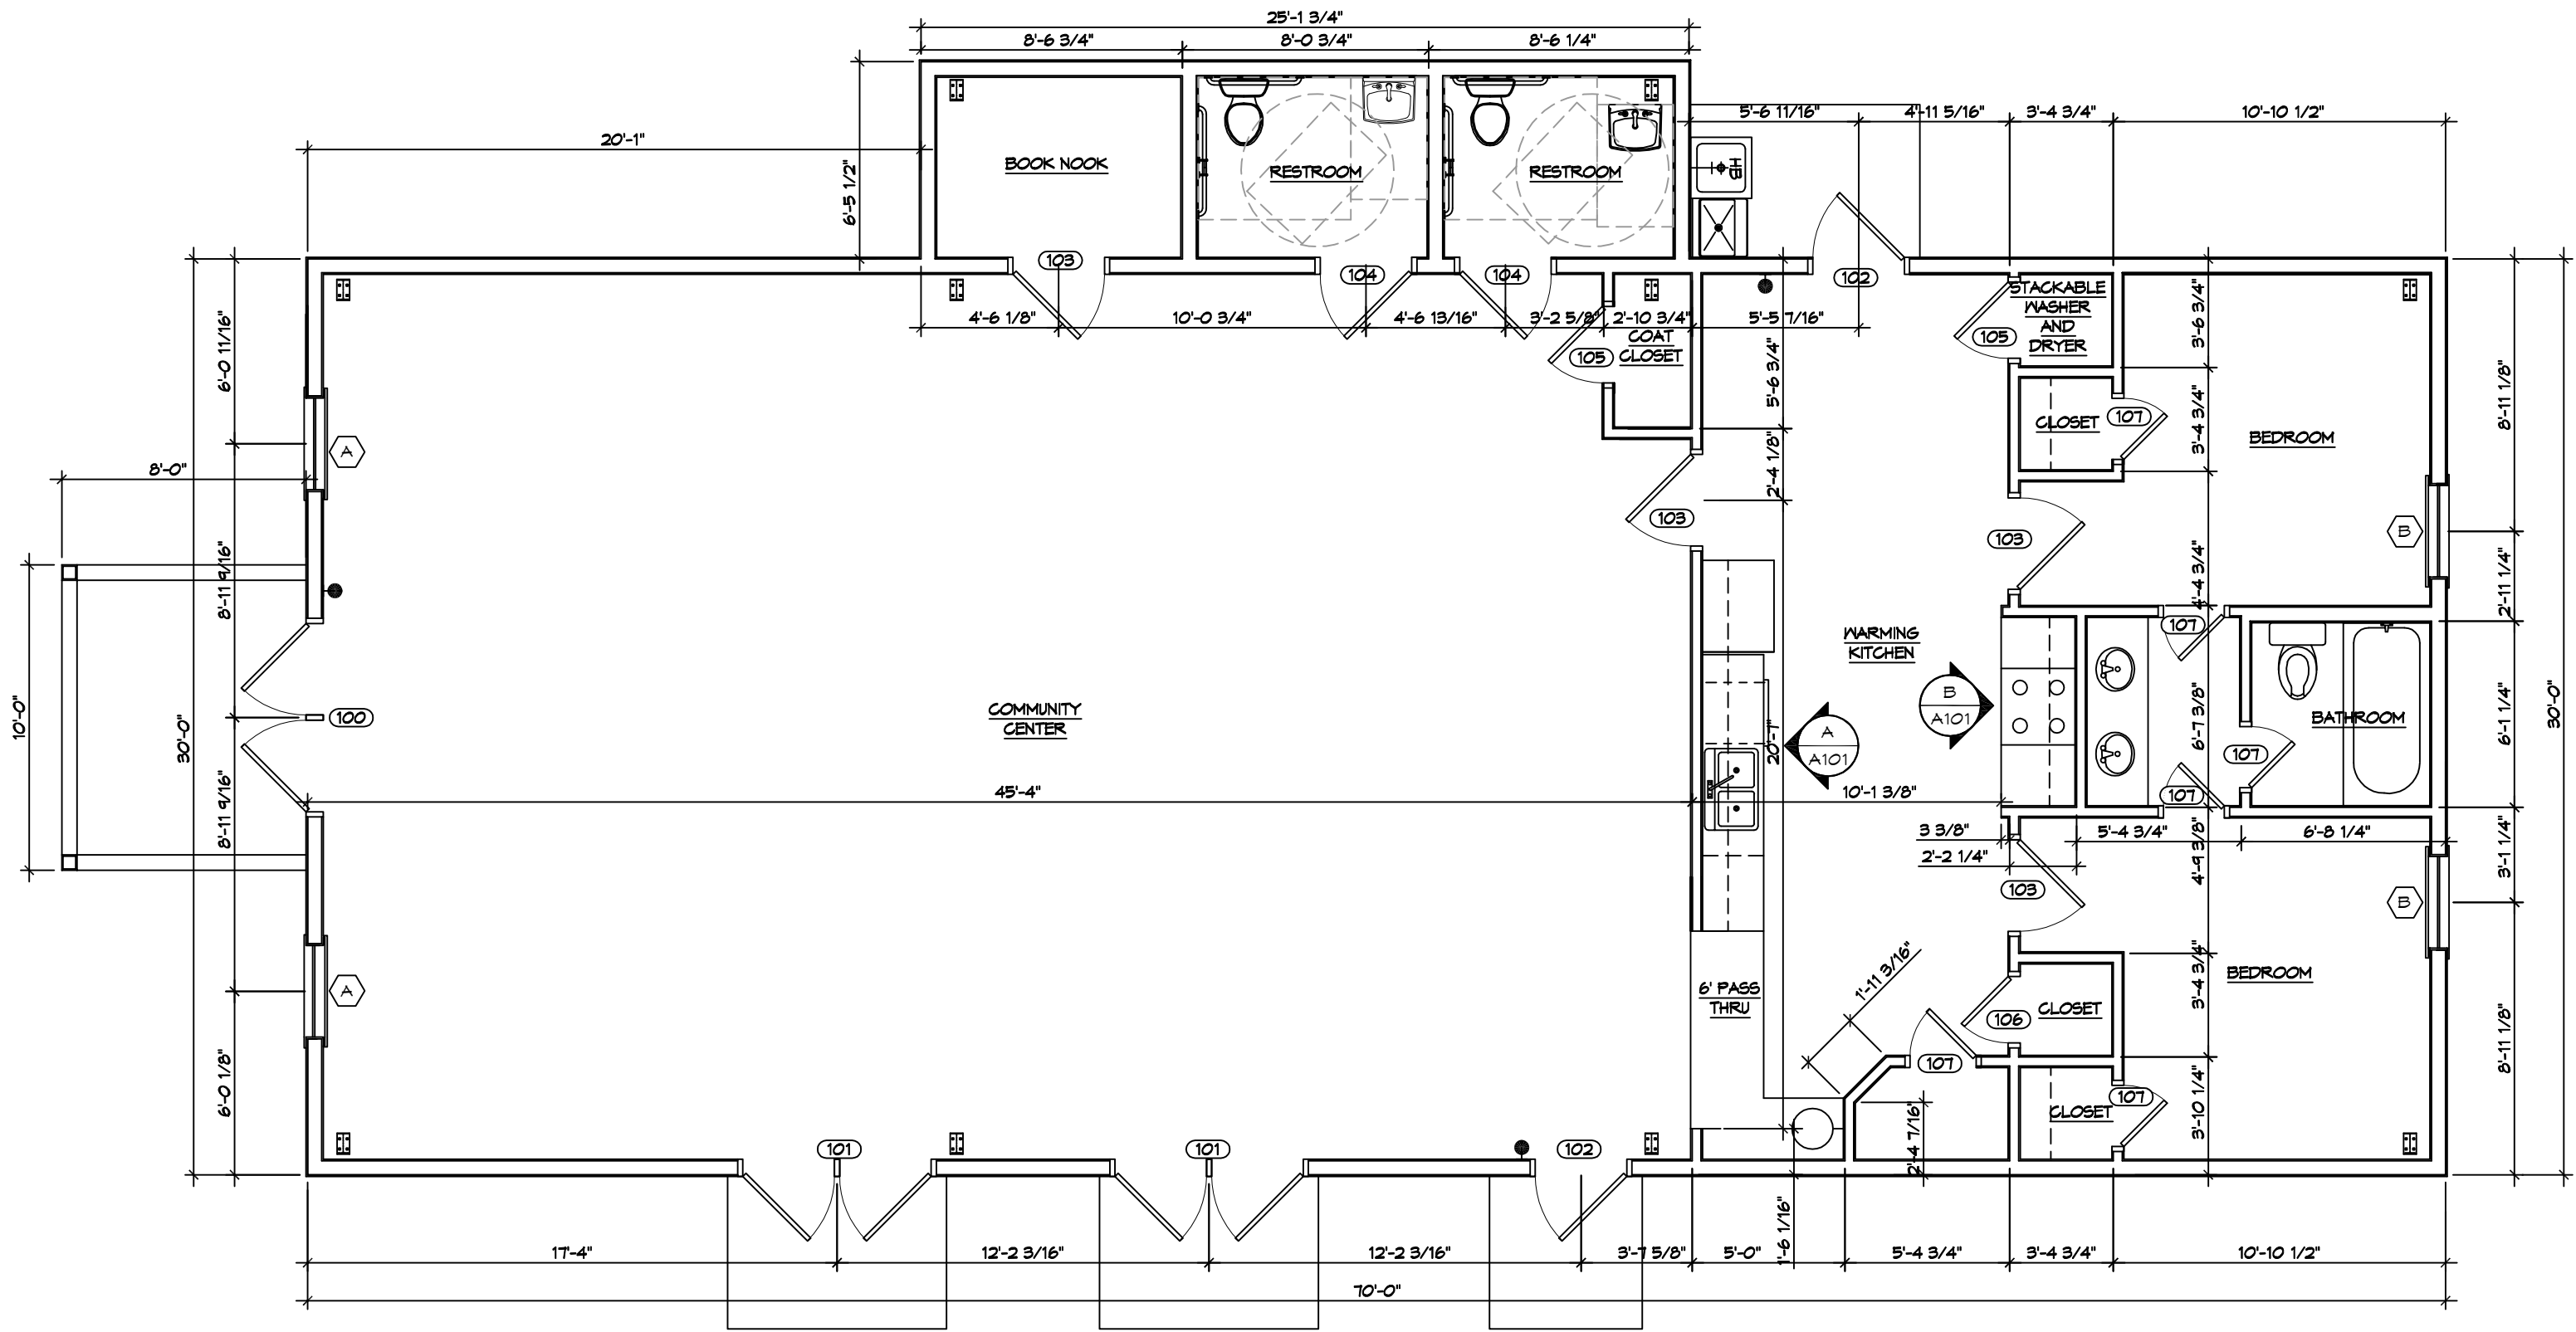 25'-1 3/4"
8'-6 3/4"
8'-0 3/4"
8'-6 1/4"
5'-6 11/16"
4'-11 5/16"
3'-4 3/4"
10'-10 1/2"
20'-1"
6'-5 1/2"
BOOK NOOK
RESTROOM
RESTROOM
HB
103
104
104
102
STACKABLE
WASHER
AND
DRYER
4'-6 1/8"
10'-0 3/4"
4'-6 13/16"
3'-2 5/8"
2'-10 3/4"
5'-5 7/16"
COAT
CLOSET
105
105
6'-0 11/16"
5'-6 3/4"
3'-6 3/4"
8'-11 1/8"
CLOSET
107
3'-4 3/4"
BEDROOM
A
8'-0"
2'-4 1/8"
103
103
B
8'-11 9/16"
4'-4 3/4"
2'-11 1/4"
107
WARMING
KITCHEN
10'-0"
30'-0"
100
COMMUNITY
CENTER
20'-7"
A
A101
B
A101
6'-7 3/8"
BATHROOM
107
6'-1 1/4"
30'-0"
45'-4"
10'-1 3/8"
107
8'-11 9/16"
3 3/8"
5'-4 3/4"
6'-8 1/4"
2'-2 1/4"
4'-9 3/8"
3'-1 1/4"
103
B
A
6' PASS
THRU
1'-11 3/16"
3'-4 3/4"
BEDROOM
CLOSET
106
107
8'-11 1/8"
6'-0 1/8"
CLOSET
107
3'-10 1/4"
2'-4 7/16"
101
101
102
1'-6 1/16"
17'-4"
12'-2 3/16"
12'-2 3/16"
3'-7 5/8"
5'-0"
5'-4 3/4"
3'-4 3/4"
10'-10 1/2"
70'-0"